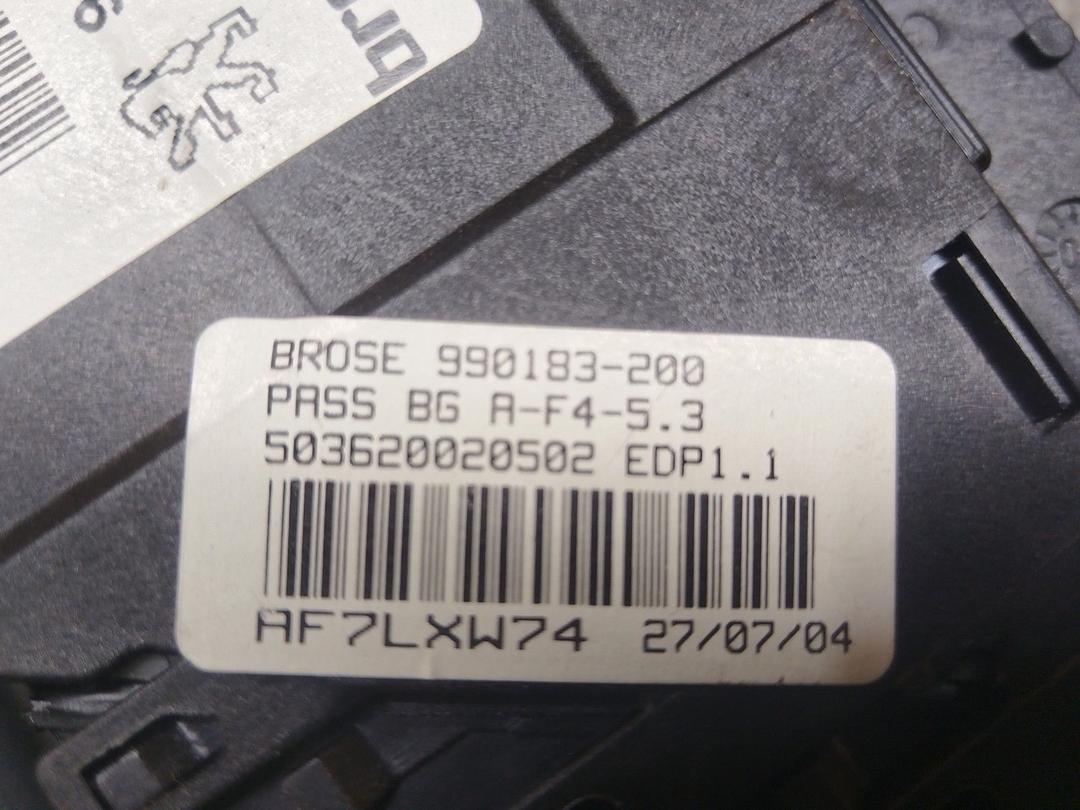 BROSE 990183-200
PASS BG A-F4-5.3
503620020502 EDP1.1
AF7LXW74 27/07/04